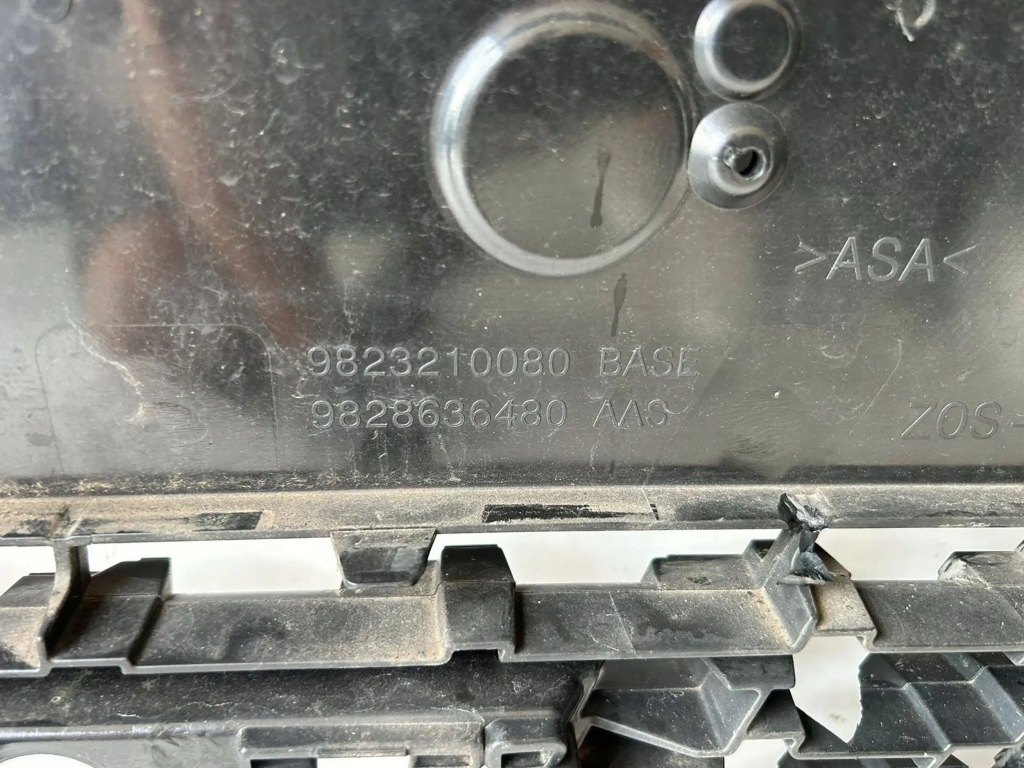 >ASA<
9823210080 BASE
9828636480 AAS
ZOS-